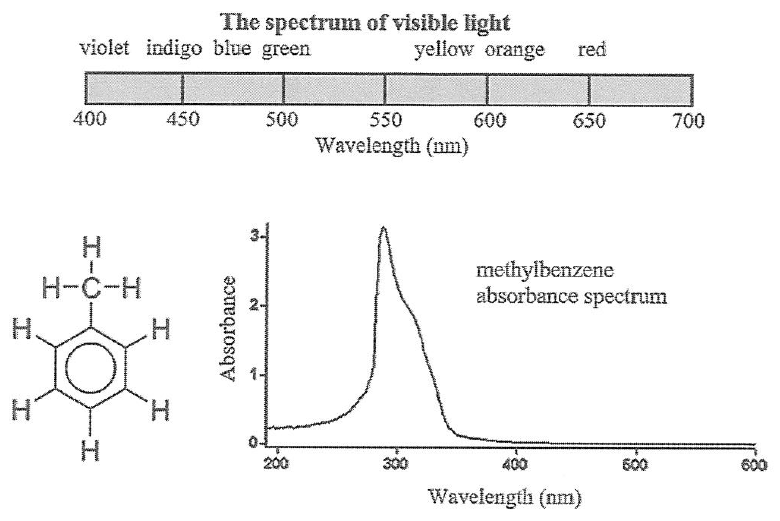 The spectrum of visible light
violet indigo blue green yellow orange red
400 450 500 550 600 650 700
Wavelength (nm)
H
H-C-H
H H
H H
H
3
2
1
0
Absorbance
methylbenzene
absorbance spectrum
200 300 400 500 600
Wavelength (nm)